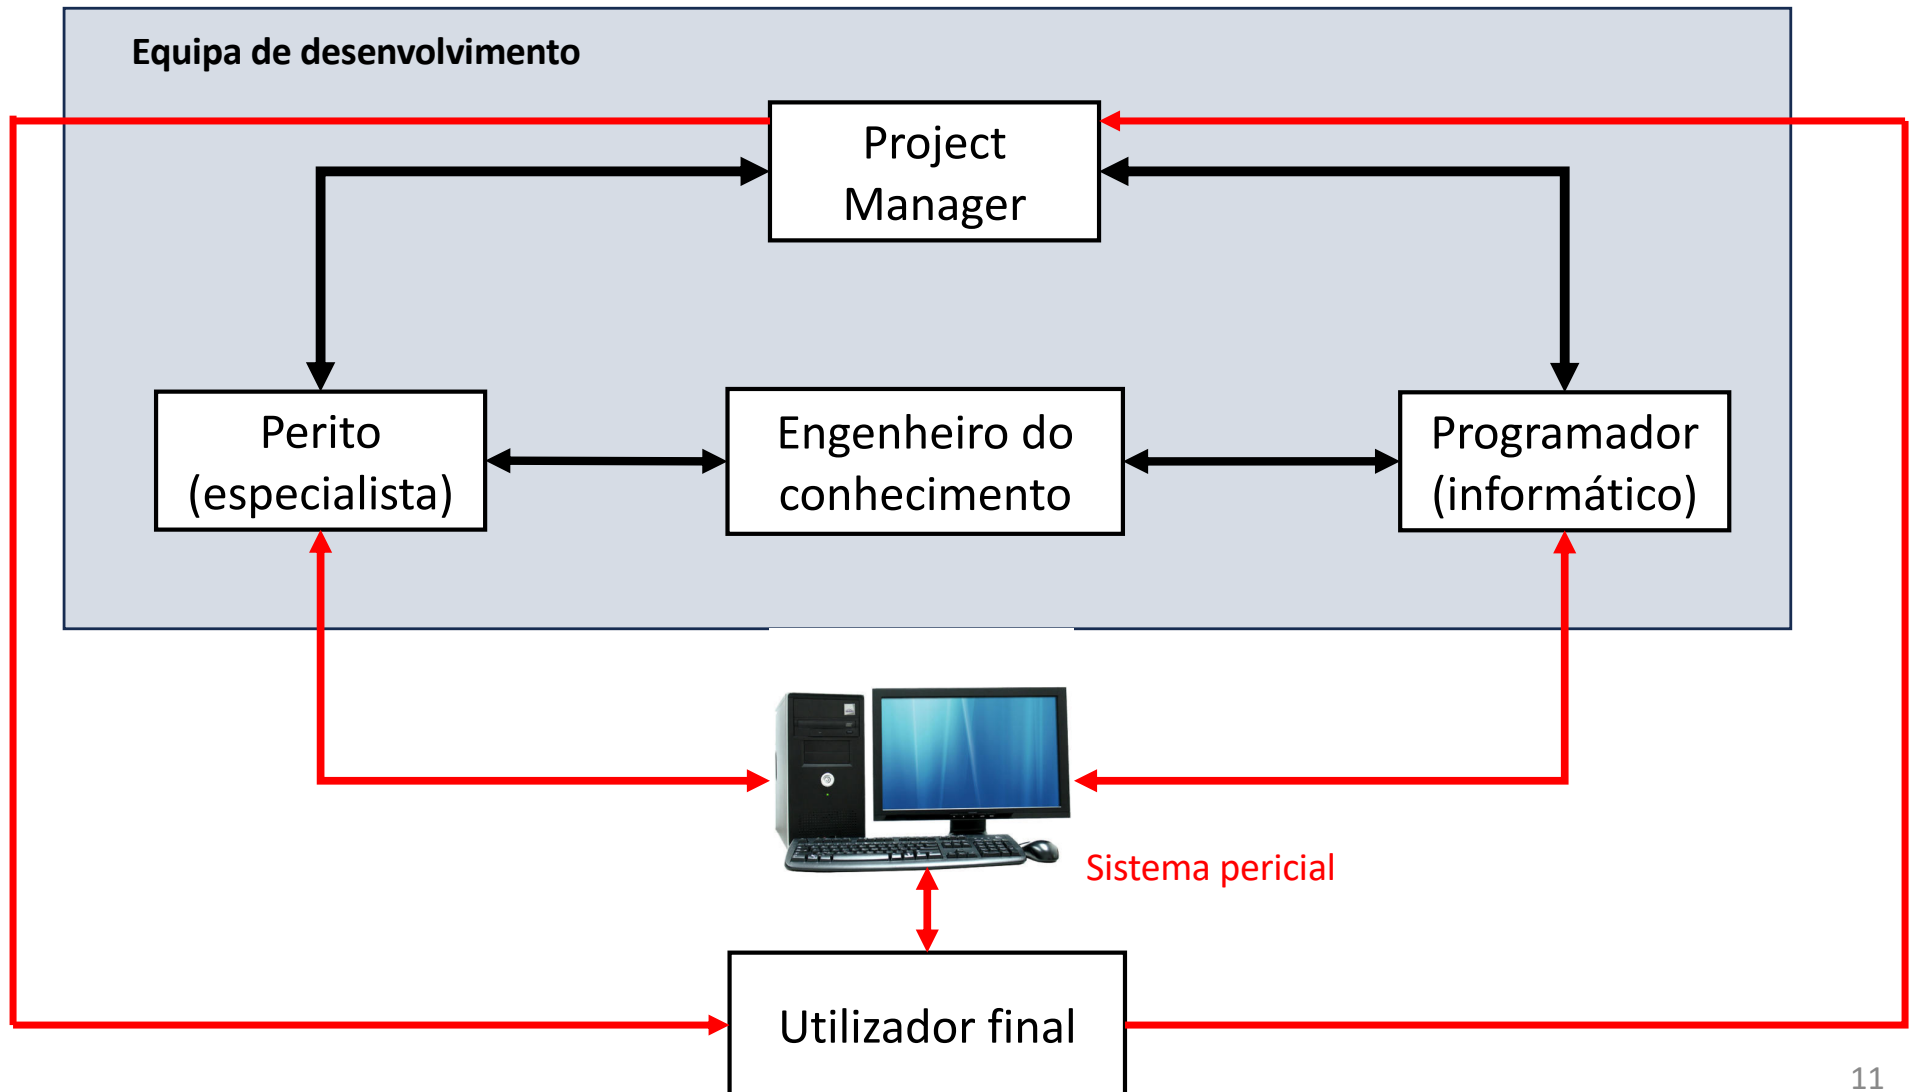 Equipa de desenvolvimento
Project
Manager
Perito
(especialista)
Engenheiro do
conhecimento
Programador
(informático)
Sistema pericial
Utilizador final
11